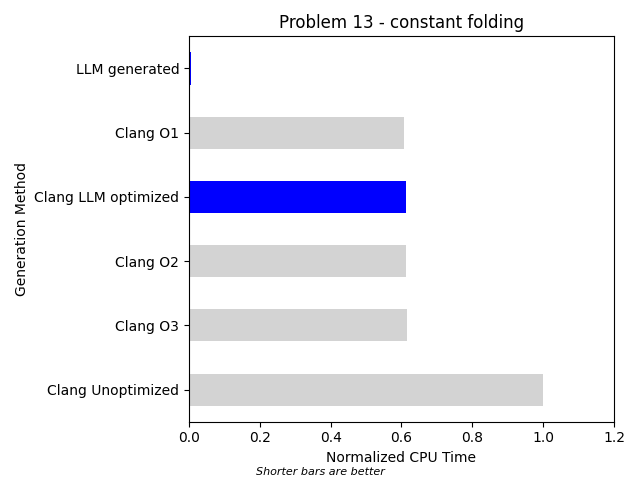 Problem 13 - constant folding
LLM generated
Clang O1
Clang LLM optimized
Clang O2
Clang O3
Clang Unoptimized
Generation Method
0.0 0.2 0.4 0.6 0.8 1.0 1.2
Normalized CPU Time
Shorter bars are better